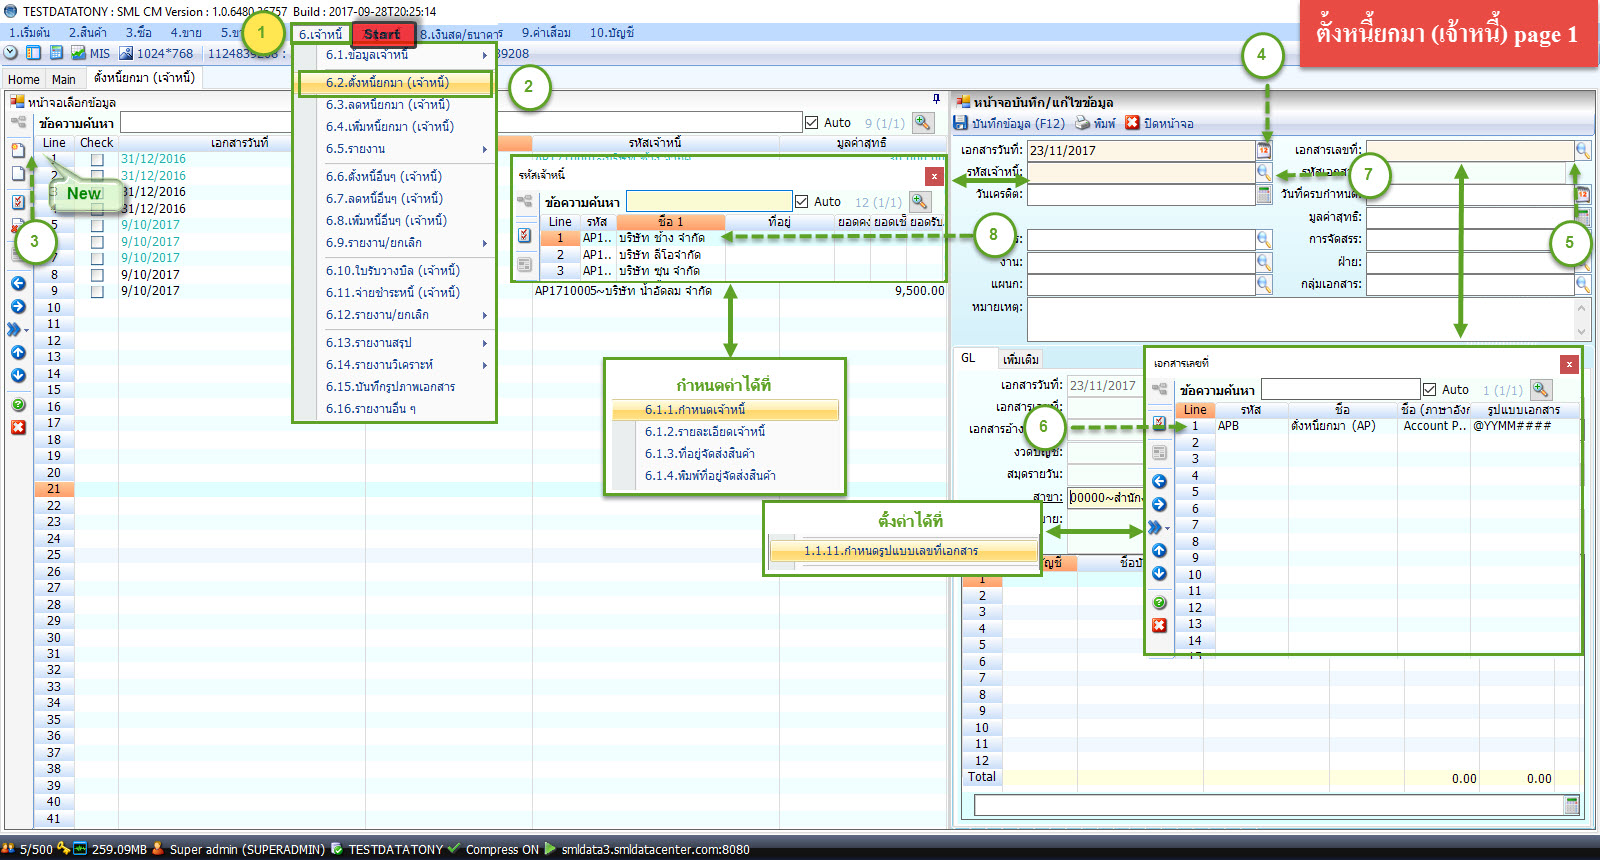 TESTDATATONY : SML CM Version : 1.0.6480.36757 Build : 2017-09-28T20:25:14
ตั้งหนี้ยกมา (เจ้าหนี้) page 1
1.เริ่มต้น 2.สินค้า 3.ซื้อ 4.ขาย 6.เจ้าหนี้ Start 8.เงินสด/ธนาคาร 9.ค่าเสื่อม 10.บัญชี
1
MIS 1024*768
Home Main ตั้งหนี้ยกมา (เจ้าหนี้)
6.1.ข้อมูลเจ้าหนี้
6.2.ตั้งหนี้ยกมา (เจ้าหนี้)
6.3.ลดหนี้ยกมา (เจ้าหนี้)
6.4.เพิ่มหนี้ยกมา (เจ้าหนี้)
6.5.รายงาน
6.6.ตั้งหนี้อื่นๆ (เจ้าหนี้)
6.7.ลดหนี้อื่นๆ (เจ้าหนี้)
6.8.เพิ่มหนี้อื่นๆ (เจ้าหนี้)
6.9.รายงาน/ยกเลิก
6.10.ใบรับวางบิล (เจ้าหนี้)
6.11.จ่ายชำระหนี้ (เจ้าหนี้)
6.12.รายงาน/ยกเลิก
6.13.รายงานสรุป
6.14.รายงานวิเคราะห์
6.15.บันทึกรูปภาพเอกสาร
6.16.รายงานอื่น ๆ
2
หน้าจอเลือกข้อมูล
ข้อความค้นหา Auto 9 (1/1)
Line Check เอกสารวันที่ รหัสเจ้าหนี้ มูลค่าสุทธิ
1 31/12/2016
2 31/12/2016
3 31/12/2016
4 31/12/2016
5 9/10/2017
9/10/2017
7 9/10/2017
8 9/10/2017
9 9/10/2017 AP1710005~บริษัท น้ำอัดลม จำกัด 9,500.00
10
11
12
13
14
15
16
17
18
19
20
21
22
23
24
25
26
27
28
29
30
31
32
33
34
35
36
37
38
39
40
41
New
3
รหัสเจ้าหนี้
ข้อความค้นหา Auto 12 (1/1)
Line รหัส ชื่อ 1 ที่อยู่ ยอดคง ยอดเช็ ยอดรับ
1 AP1.. บริษัท ช้าง จำกัด
2 AP1.. บริษัท ลีโอจำกัด
3 AP1.. บริษัท ซุน จำกัด
8
กำหนดค่าได้ที่
6.1.1.กำหนดเจ้าหนี้
6.1.2.รายละเอียดเจ้าหนี้
6.1.3.ที่อยู่จัดส่งสินค้า
6.1.4.พิมพ์ที่อยู่จัดส่งสินค้า
ตั้งค่าได้ที่
1.1.11.กำหนดรูปแบบเลขที่เอกสาร
4
หน้าจอบันทึก/แก้ไขข้อมูล
บันทึกข้อมูล (F12) พิมพ์ ปิดหน้าจอ
เอกสารวันที่: 23/11/2017 เอกสารเลขที่:
รหัสเจ้าหนี้: 7
วันเครดิต: วันที่ครบกำหนด:
มูลค่าสุทธิ:
การจัดสรร: 5
งาน: ฝ่าย:
แผนก: กลุ่มเอกสาร:
หมายเหตุ:
GL เพิ่มเติม
เอกสารวันที่: 23/11/2017
เอกสารเลขที่:
6
งวดบัญชี:
สมุดรายวัน:
สาขา: 00000~สำนัก
1
2
3
4
5
6
7
8
9
10
11
12
Total 0.00 0.00
เอกสารเลขที่
ข้อความค้นหา Auto 1 (1/1)
Line รหัส ชื่อ ชื่อ (ภาษาอังก รูปแบบเอกสาร
1 APB ตั้งหนี้ยกมา (AP) Account P.. @YYMM####
2
3
4
5
6
7
8
9
10
11
12
13
14
5/500 259.09MB Super admin (SUPERADMIN) TESTDATATONY Compress ON smldata3.smldatacenter.com:8080